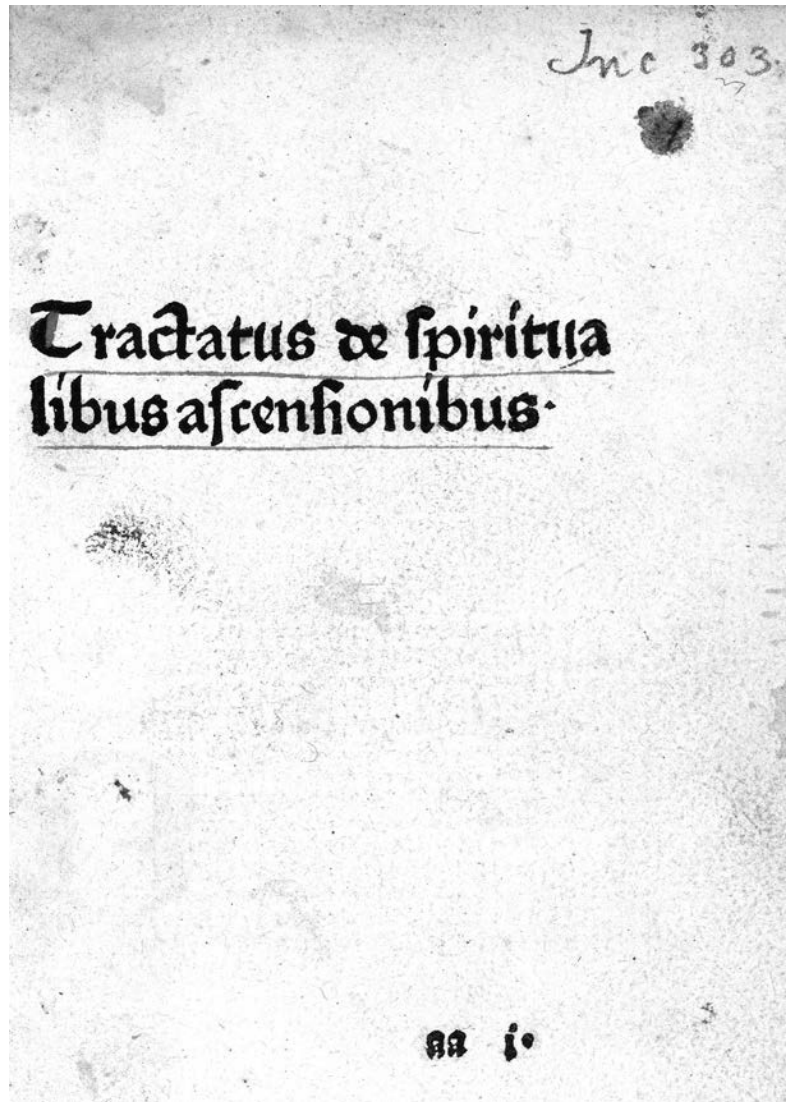 Inc 303.
Tractatus de ſpiritua
libus aſcenſionibus·
aa i·